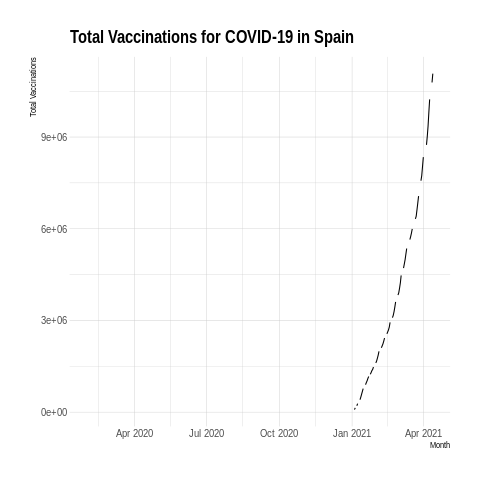 Total Vaccinations for COVID-19 in Spain
Total Vaccinations
9e+06
6e+06
3e+06
0e+00
Apr 2020 Jul 2020 Oct 2020 Jan 2021 Apr 2021
Month